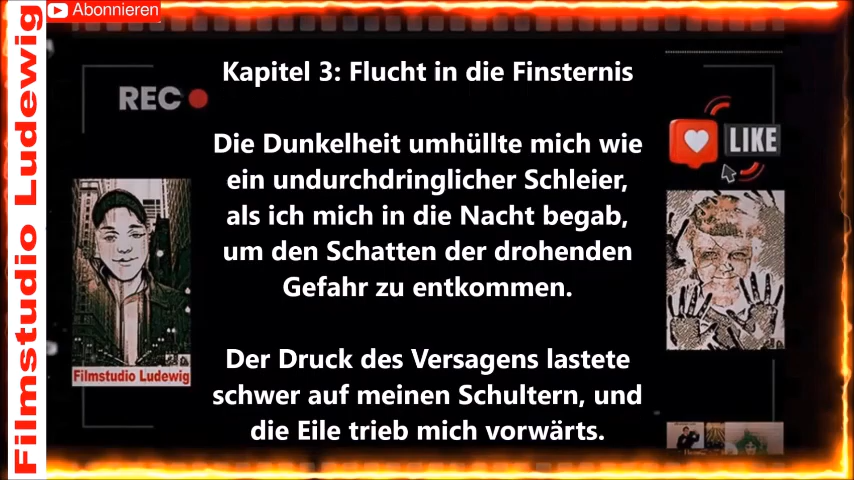 Abonnieren
Filmstudio Ludewig
REC
LIKE
Kapitel 3: Flucht in die Finsternis
Die Dunkelheit umhüllte mich wie
ein undurchdringlicher Schleier,
als ich mich in die Nacht begab,
um den Schatten der drohenden
Gefahr zu entkommen.
Der Druck des Versagens lastete
schwer auf meinen Schultern, und
die Eile trieb mich vorwärts.
Filmstudio Ludewig